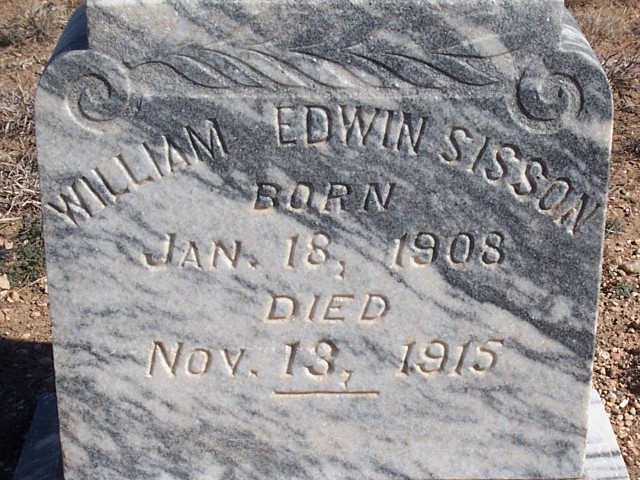 WILLIAM EDWIN SISSON
BORN
JAN. 18, 1908
DIED
NOV. 13, 1915